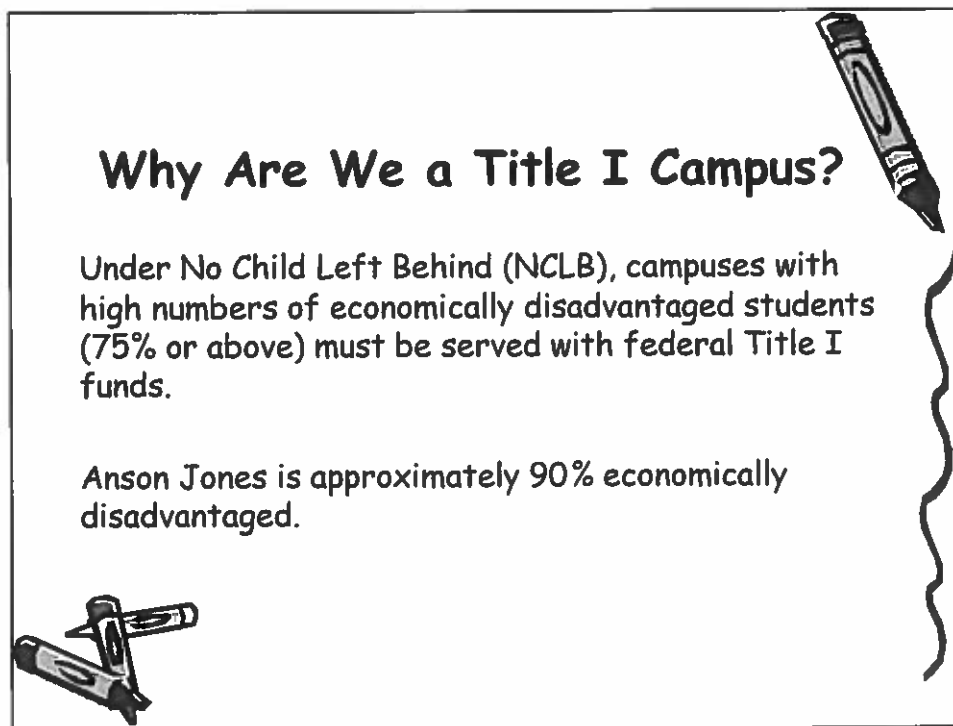 Why Are We a Title I Campus?
Under No Child Left Behind (NCLB), campuses with
high numbers of economically disadvantaged students
(75% or above) must be served with federal Title I
funds.
Anson Jones is approximately 90% economically
disadvantaged.